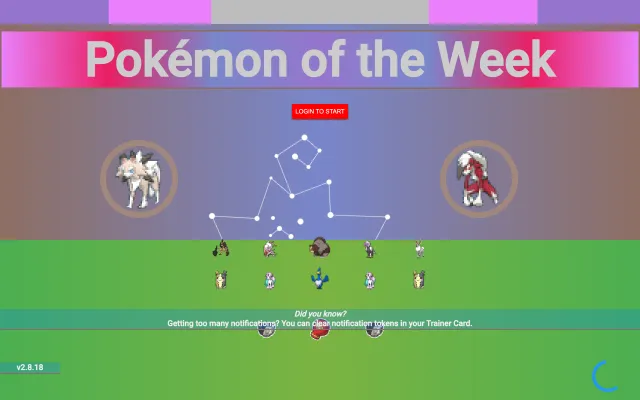 Pokémon of the Week
LOGIN TO START
Did you know?
Getting too many notifications? You can clear notification tokens in your Trainer Card.
v2.8.18